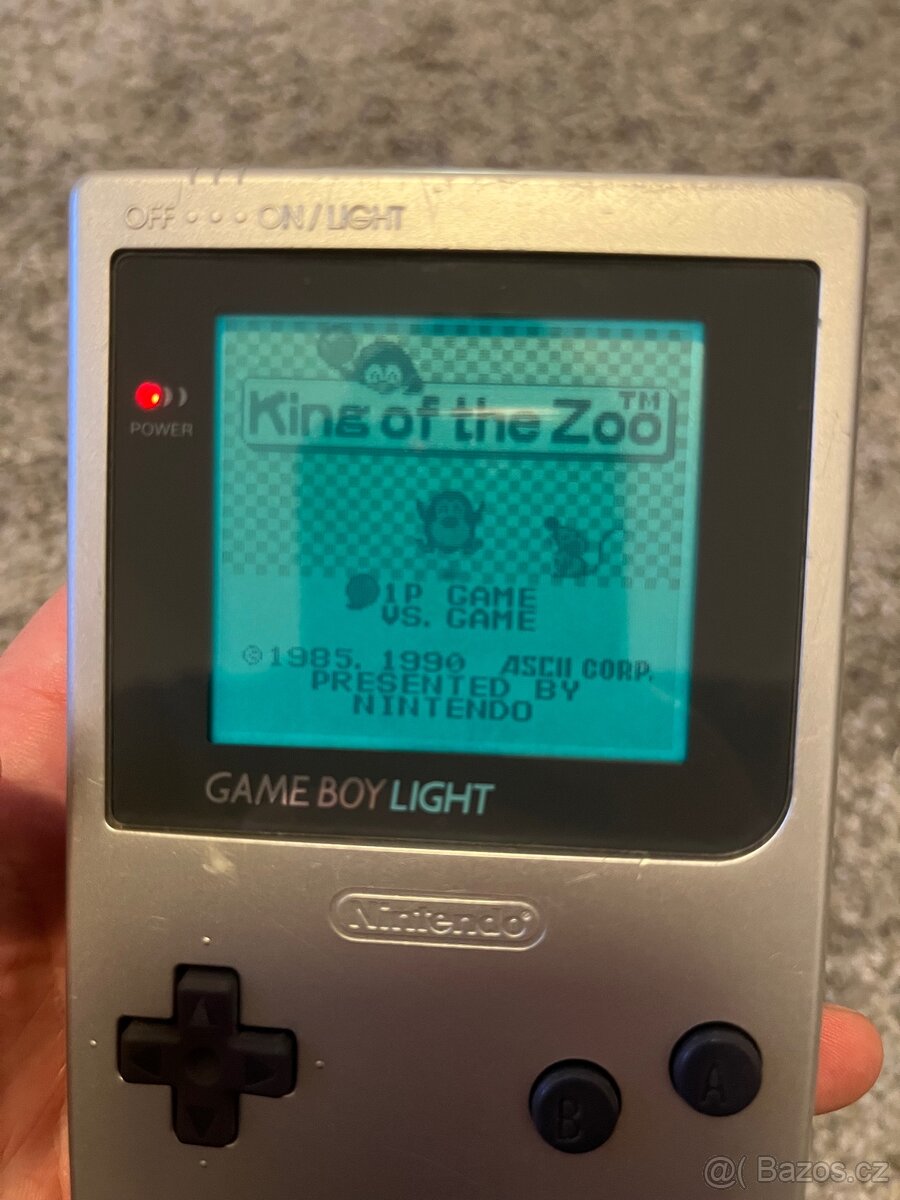 OFF • • • ON/LIGHT
POWER
King of the Zoo™
1P GAME
VS. GAME
©1985, 1990 ASCII CORP.
PRESENTED BY
NINTENDO
GAME BOY LIGHT
Nintendo®
B
A
@( Bazos.cz